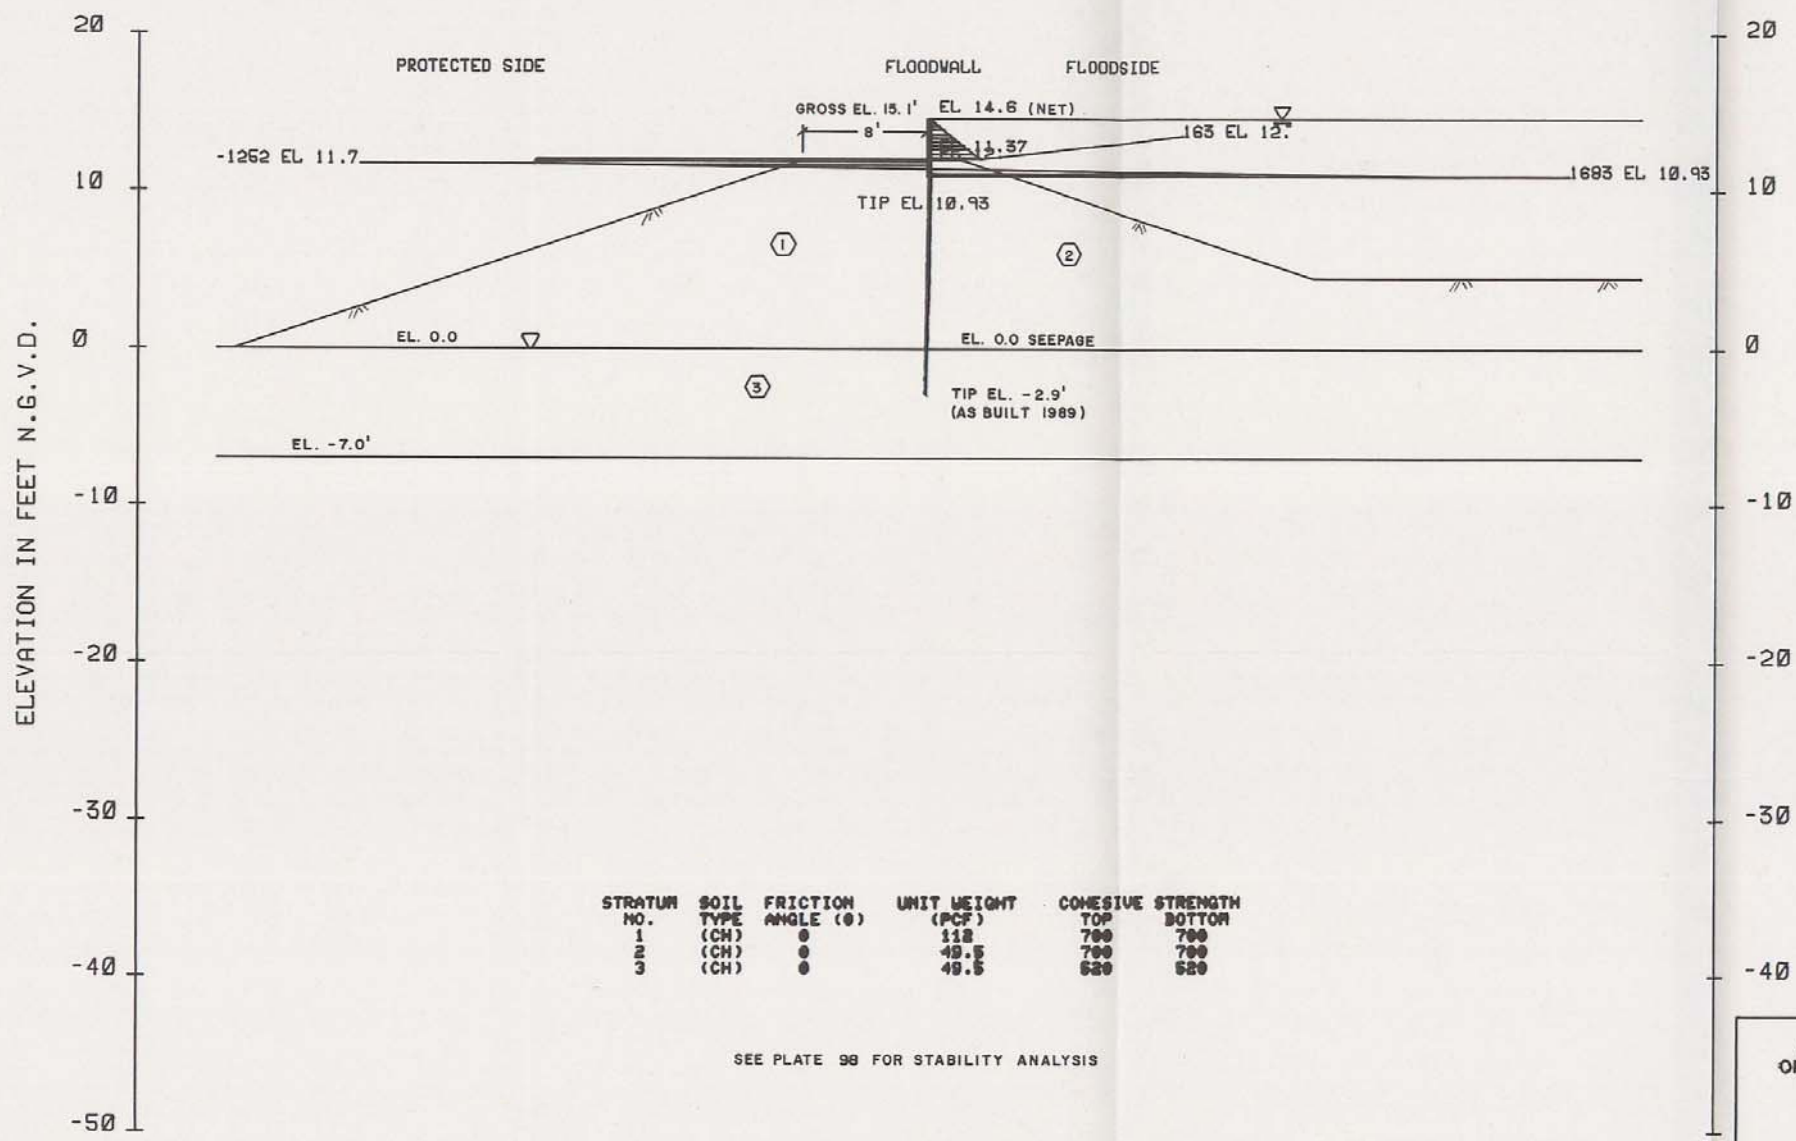 20
20
PROTECTED SIDE
FLOODWALL
FLOODSIDE
GROSS EL. 15.1'
EL 14.6 (NET)
8'
163 EL 12.
11.37
-1262 EL 11.7
1683 EL 10.93
10
10
TIP EL 10.93
1
2
ELEVATION IN FEET N.G.V.D.
0
EL. 0.0
EL. 0.0 SEEPAGE
0
3
TIP EL. -2.9'
(AS BUILT 1989)
EL. -7.0'
-10
-10
-20
-20
-30
-30
STRATUM SOIL FRICTION UNIT WEIGHT COHESIVE STRENGTH
NO. TYPE ANGLE (0) (PCF) TOP BOTTOM
1 (CH) 0 112 700 700
2 (CH) 0 49.5 700 700
3 (CH) 0 49.5 520 520
-40
-40
SEE PLATE 98 FOR STABILITY ANALYSIS
-50